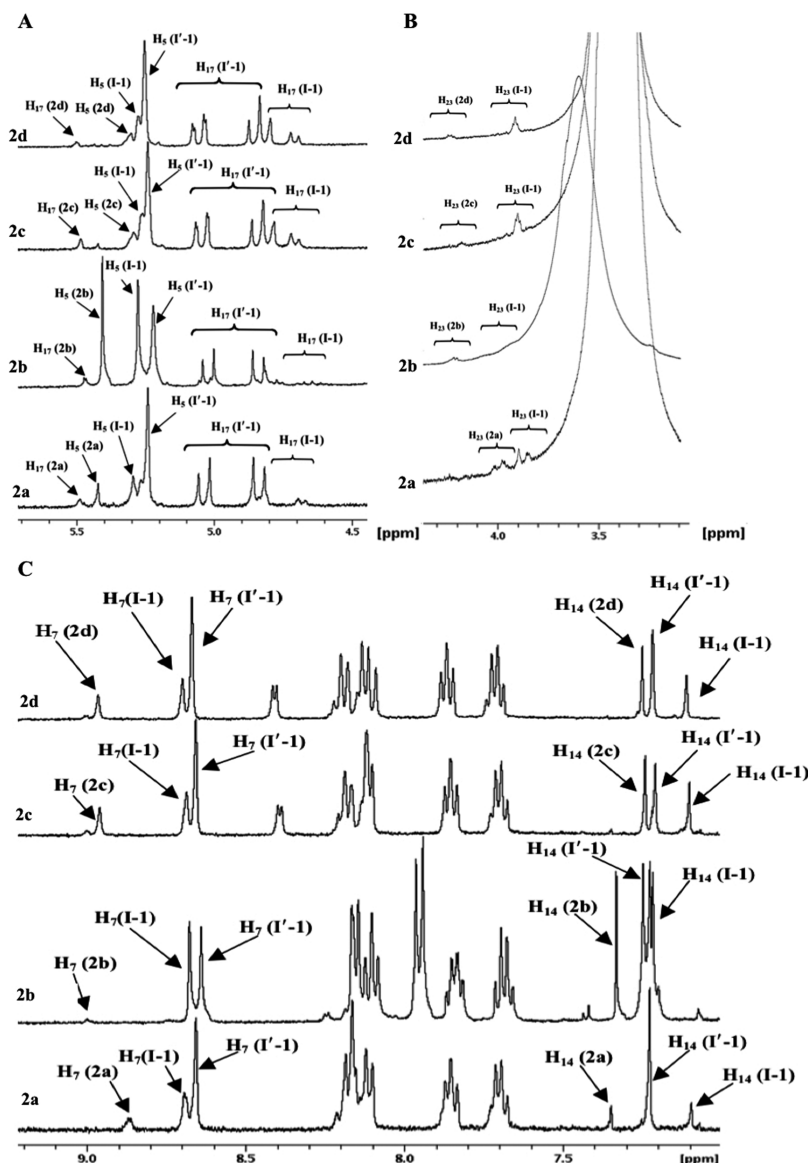 A
H₅ (I′-1)
H₁₇ (I′-1)
H₅ (I-1)
H₁₇ (I-1)
H₅ (2d)
H₁₇ (2d)
2d
H₅ (I-1)
H₅ (I′-1)
H₁₇ (I′-1)
H₁₇ (I-1)
H₅ (2c)
H₁₇ (2c)
2c
H₅ (I-1)
H₅ (2b)
H₅ (I′-1)
H₁₇ (I′-1)
H₁₇ (I-1)
H₁₇ (2b)
2b
H₅ (I′-1)
H₅ (I-1)
H₁₇ (I′-1)
H₁₇ (I-1)
H₅ (2a)
H₁₇ (2a)
2a
5.5 5.0 4.5 [ppm]
B
H₂₃ (2d) H₂₃ (I-1)
2d
H₂₃ (2c) H₂₃ (I-1)
2c
H₂₃ (2b) H₂₃ (I-1)
2b
H₂₃ (2a) H₂₃ (I-1)
2a
4.0 3.5 [ppm]
C
H₇ (2d) H₇(I-1) H₇ (I′-1) H₁₄ (2d) H₁₄ (I′-1) H₁₄ (I-1)
2d
H₇ (2c) H₇(I-1) H₇ (I′-1) H₁₄ (2c) H₁₄ (I′-1) H₁₄ (I-1)
2c
H₇ (2b) H₇(I-1) H₇ (I′-1) H₁₄ (2b) H₁₄ (I′-1) H₁₄ (I-1)
2b
H₇ (2a) H₇(I-1) H₇ (I′-1) H₁₄ (2a) H₁₄ (I′-1) H₁₄ (I-1)
2a
9.0 8.5 8.0 7.5 [ppm]